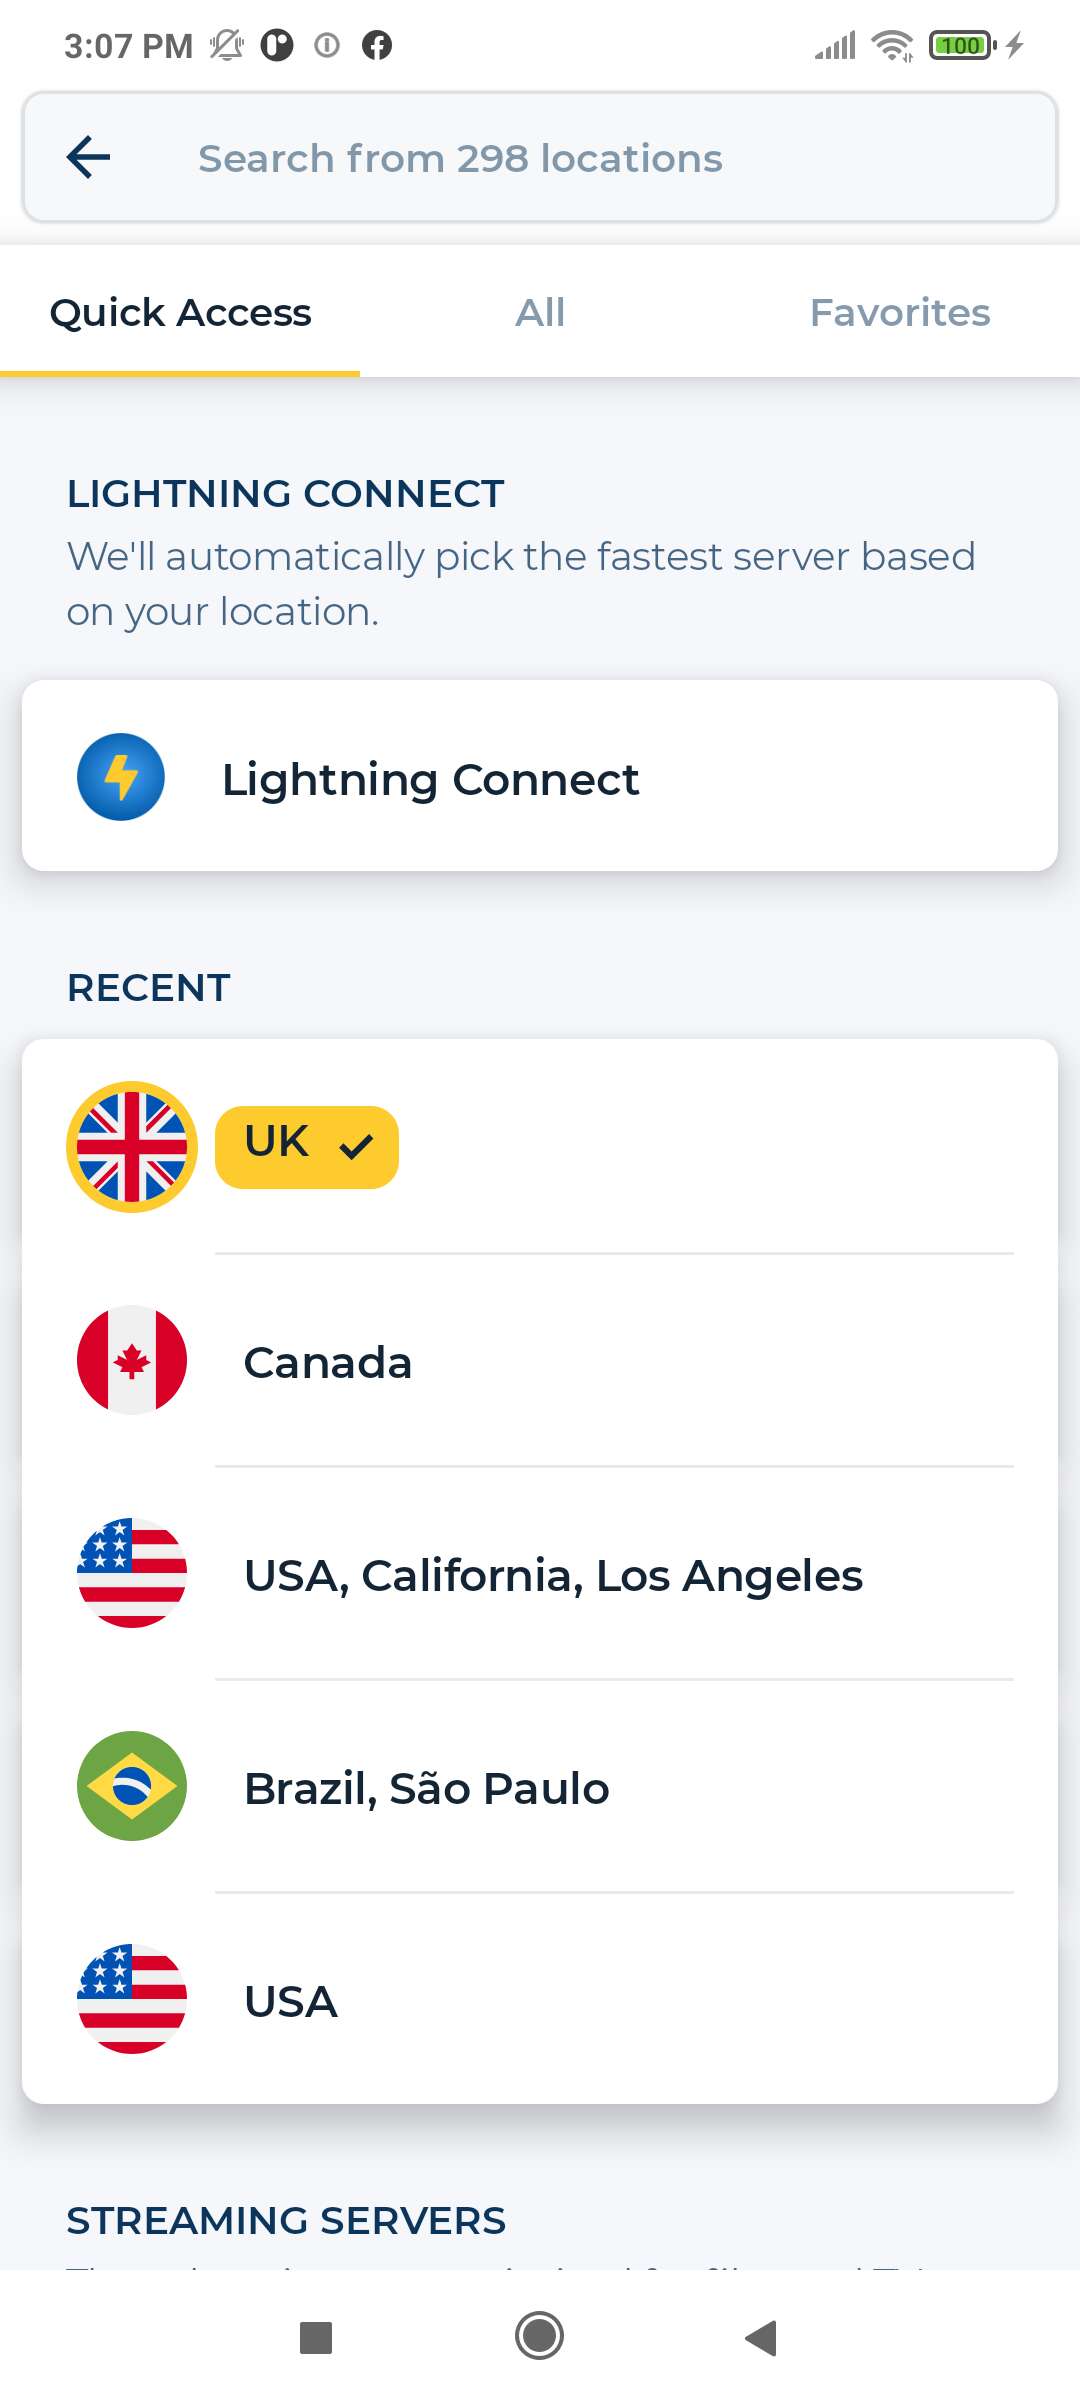 3:07 PM
100
Search from 298 locations
Quick Access
All
Favorites
LIGHTNING CONNECT
We'll automatically pick the fastest server based
on your location.
Lightning Connect
RECENT
UK
Canada
USA, California, Los Angeles
Brazil, São Paulo
USA
STREAMING SERVERS